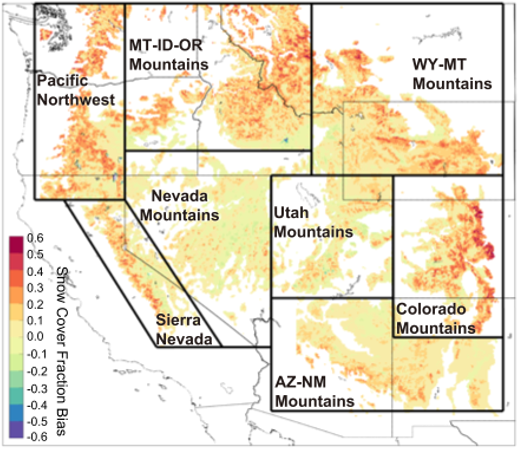 MT-ID-OR
Mountains
WY-MT
Mountains
Pacific
Northwest
Nevada
Mountains
Utah
Mountains
Colorado
Mountains
Sierra
Nevada
AZ-NM
Mountains
0.6
0.5
0.4
0.3
0.2
0.1
0.0
-0.1
-0.2
-0.3
-0.4
-0.5
-0.6
Snow Cover Fraction Bias